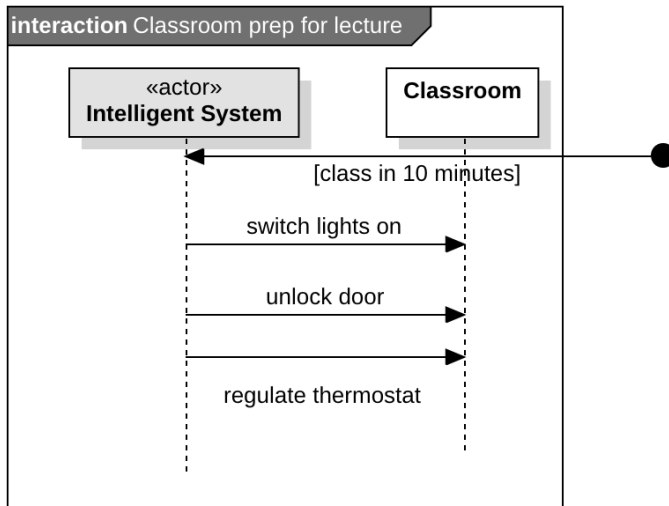 interaction Classroom prep for lecture
«actor»
Intelligent System
Classroom
[class in 10 minutes]
switch lights on
unlock door
regulate thermostat